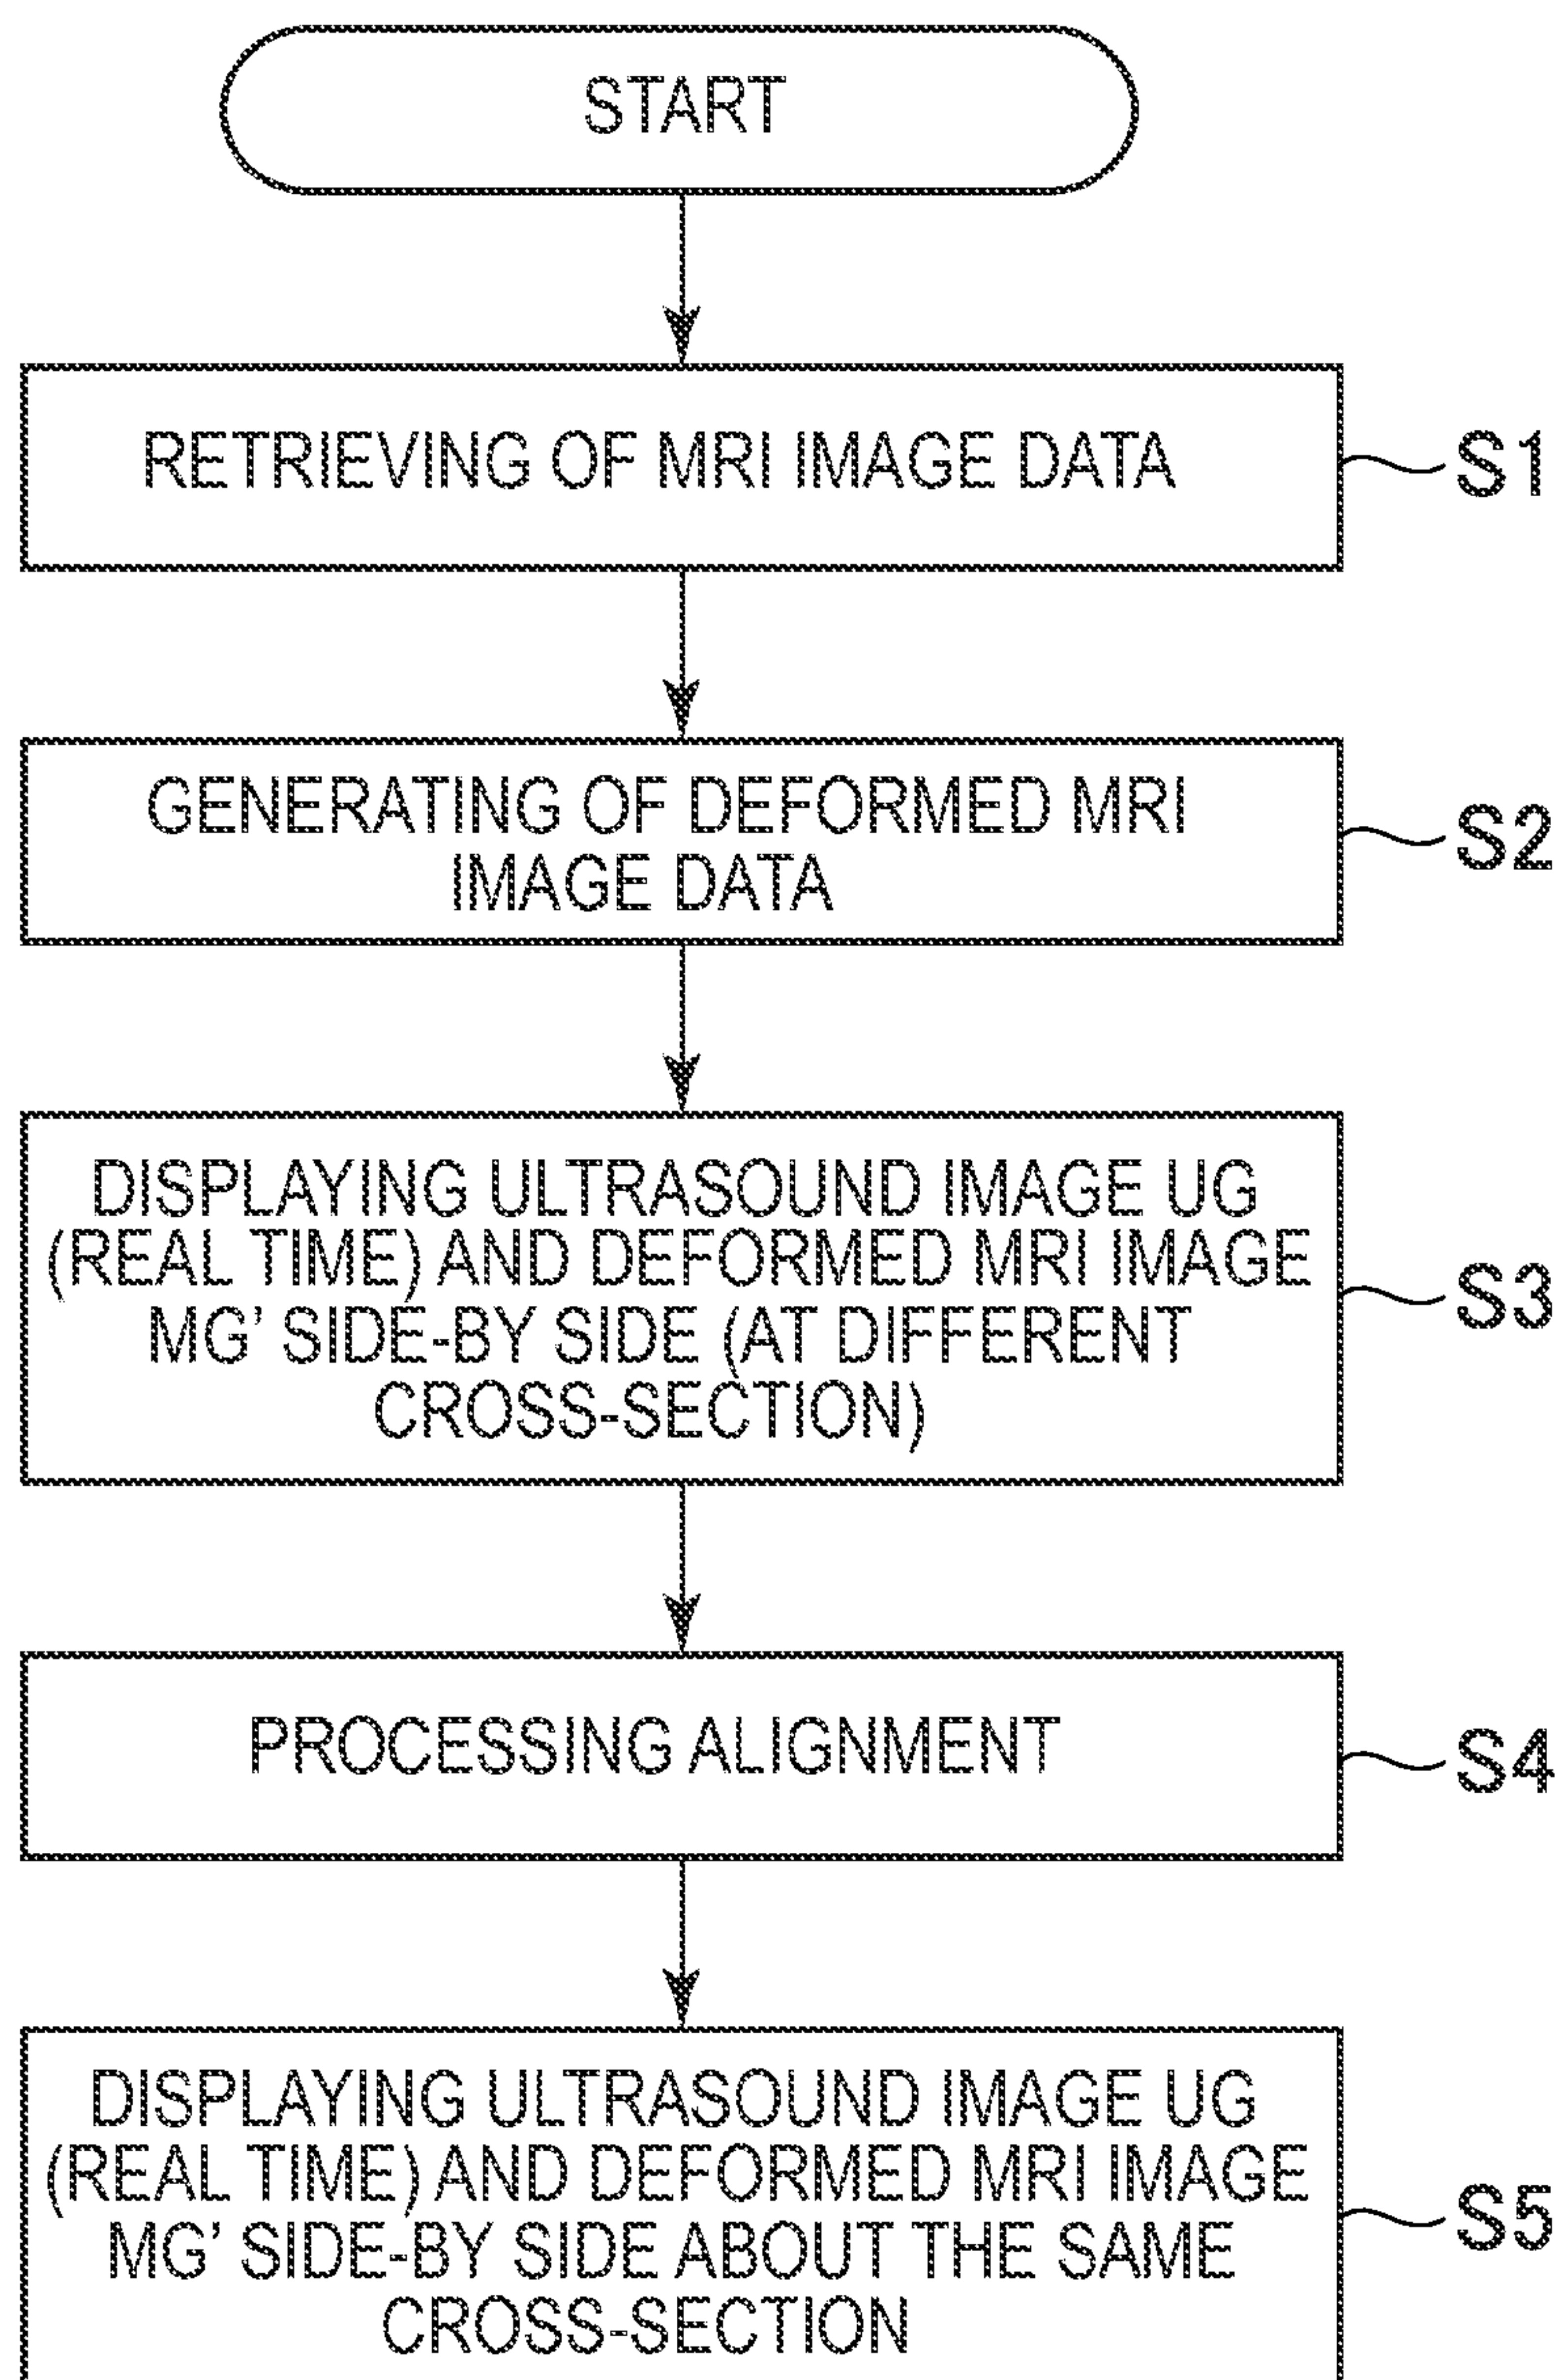 START
RETRIEVING OF MRI IMAGE DATA
S1
GENERATING OF DEFORMED MRI
IMAGE DATA
S2
DISPLAYING ULTRASOUND IMAGE UG
(REAL TIME) AND DEFORMED MRI IMAGE
MG' SIDE-BY SIDE (AT DIFFERENT
CROSS-SECTION)
S3
PROCESSING ALIGNMENT
S4
DISPLAYING ULTRASOUND IMAGE UG
(REAL TIME) AND DEFORMED MRI IMAGE
MG' SIDE-BY SIDE ABOUT THE SAME
CROSS-SECTION
S5